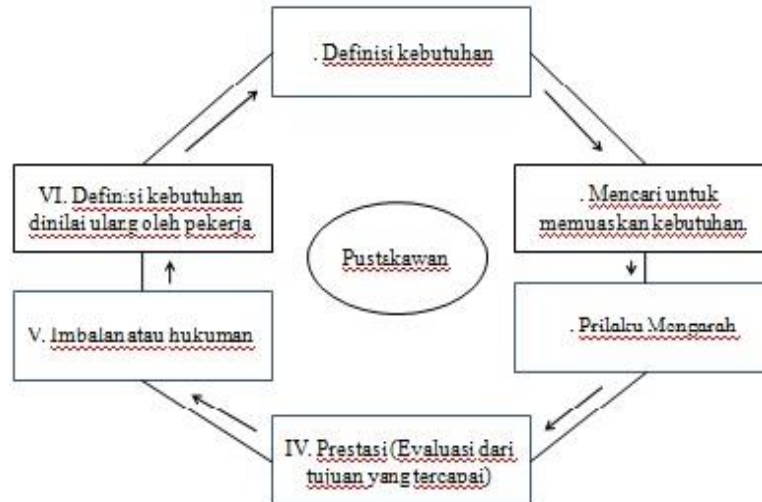 . Definisi kebutuhan
. Mencari untuk
memuaskan kebutuhan
. Prilaku Mengarah
IV. Prestasi (Evaluasi dari
tujuan yang tercapai)
V. Imbalan atau hukuman
VI. Definisi kebutuhan
dinilai ulang oleh pekerja
Pustakawan